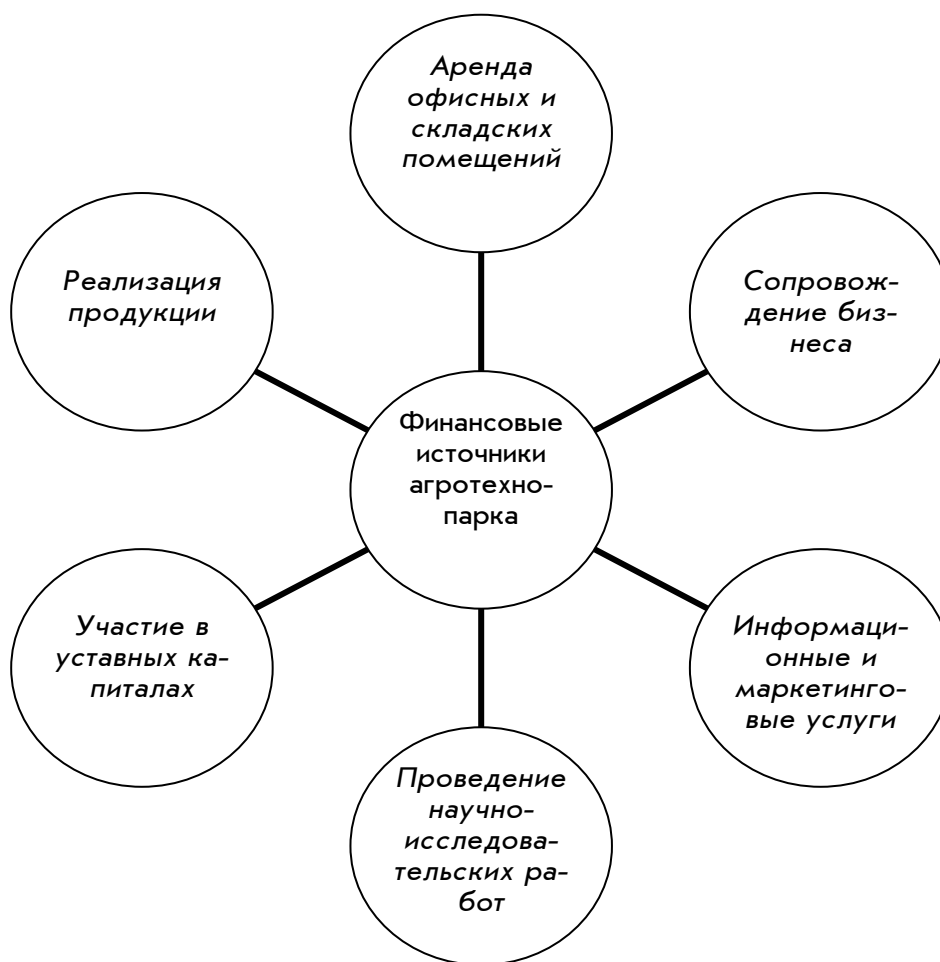 Аренда
офисных и
складских
помещений
Реализация
продукции
Сопровож-
дение биз-
неса
Финансовые
источники
агротехно-
парка
Участие в
уставных ка-
питалах
Информаци-
онные и
маркетинго-
вые услуги
Проведение
научно-
исследова-
тельских ра-
бот